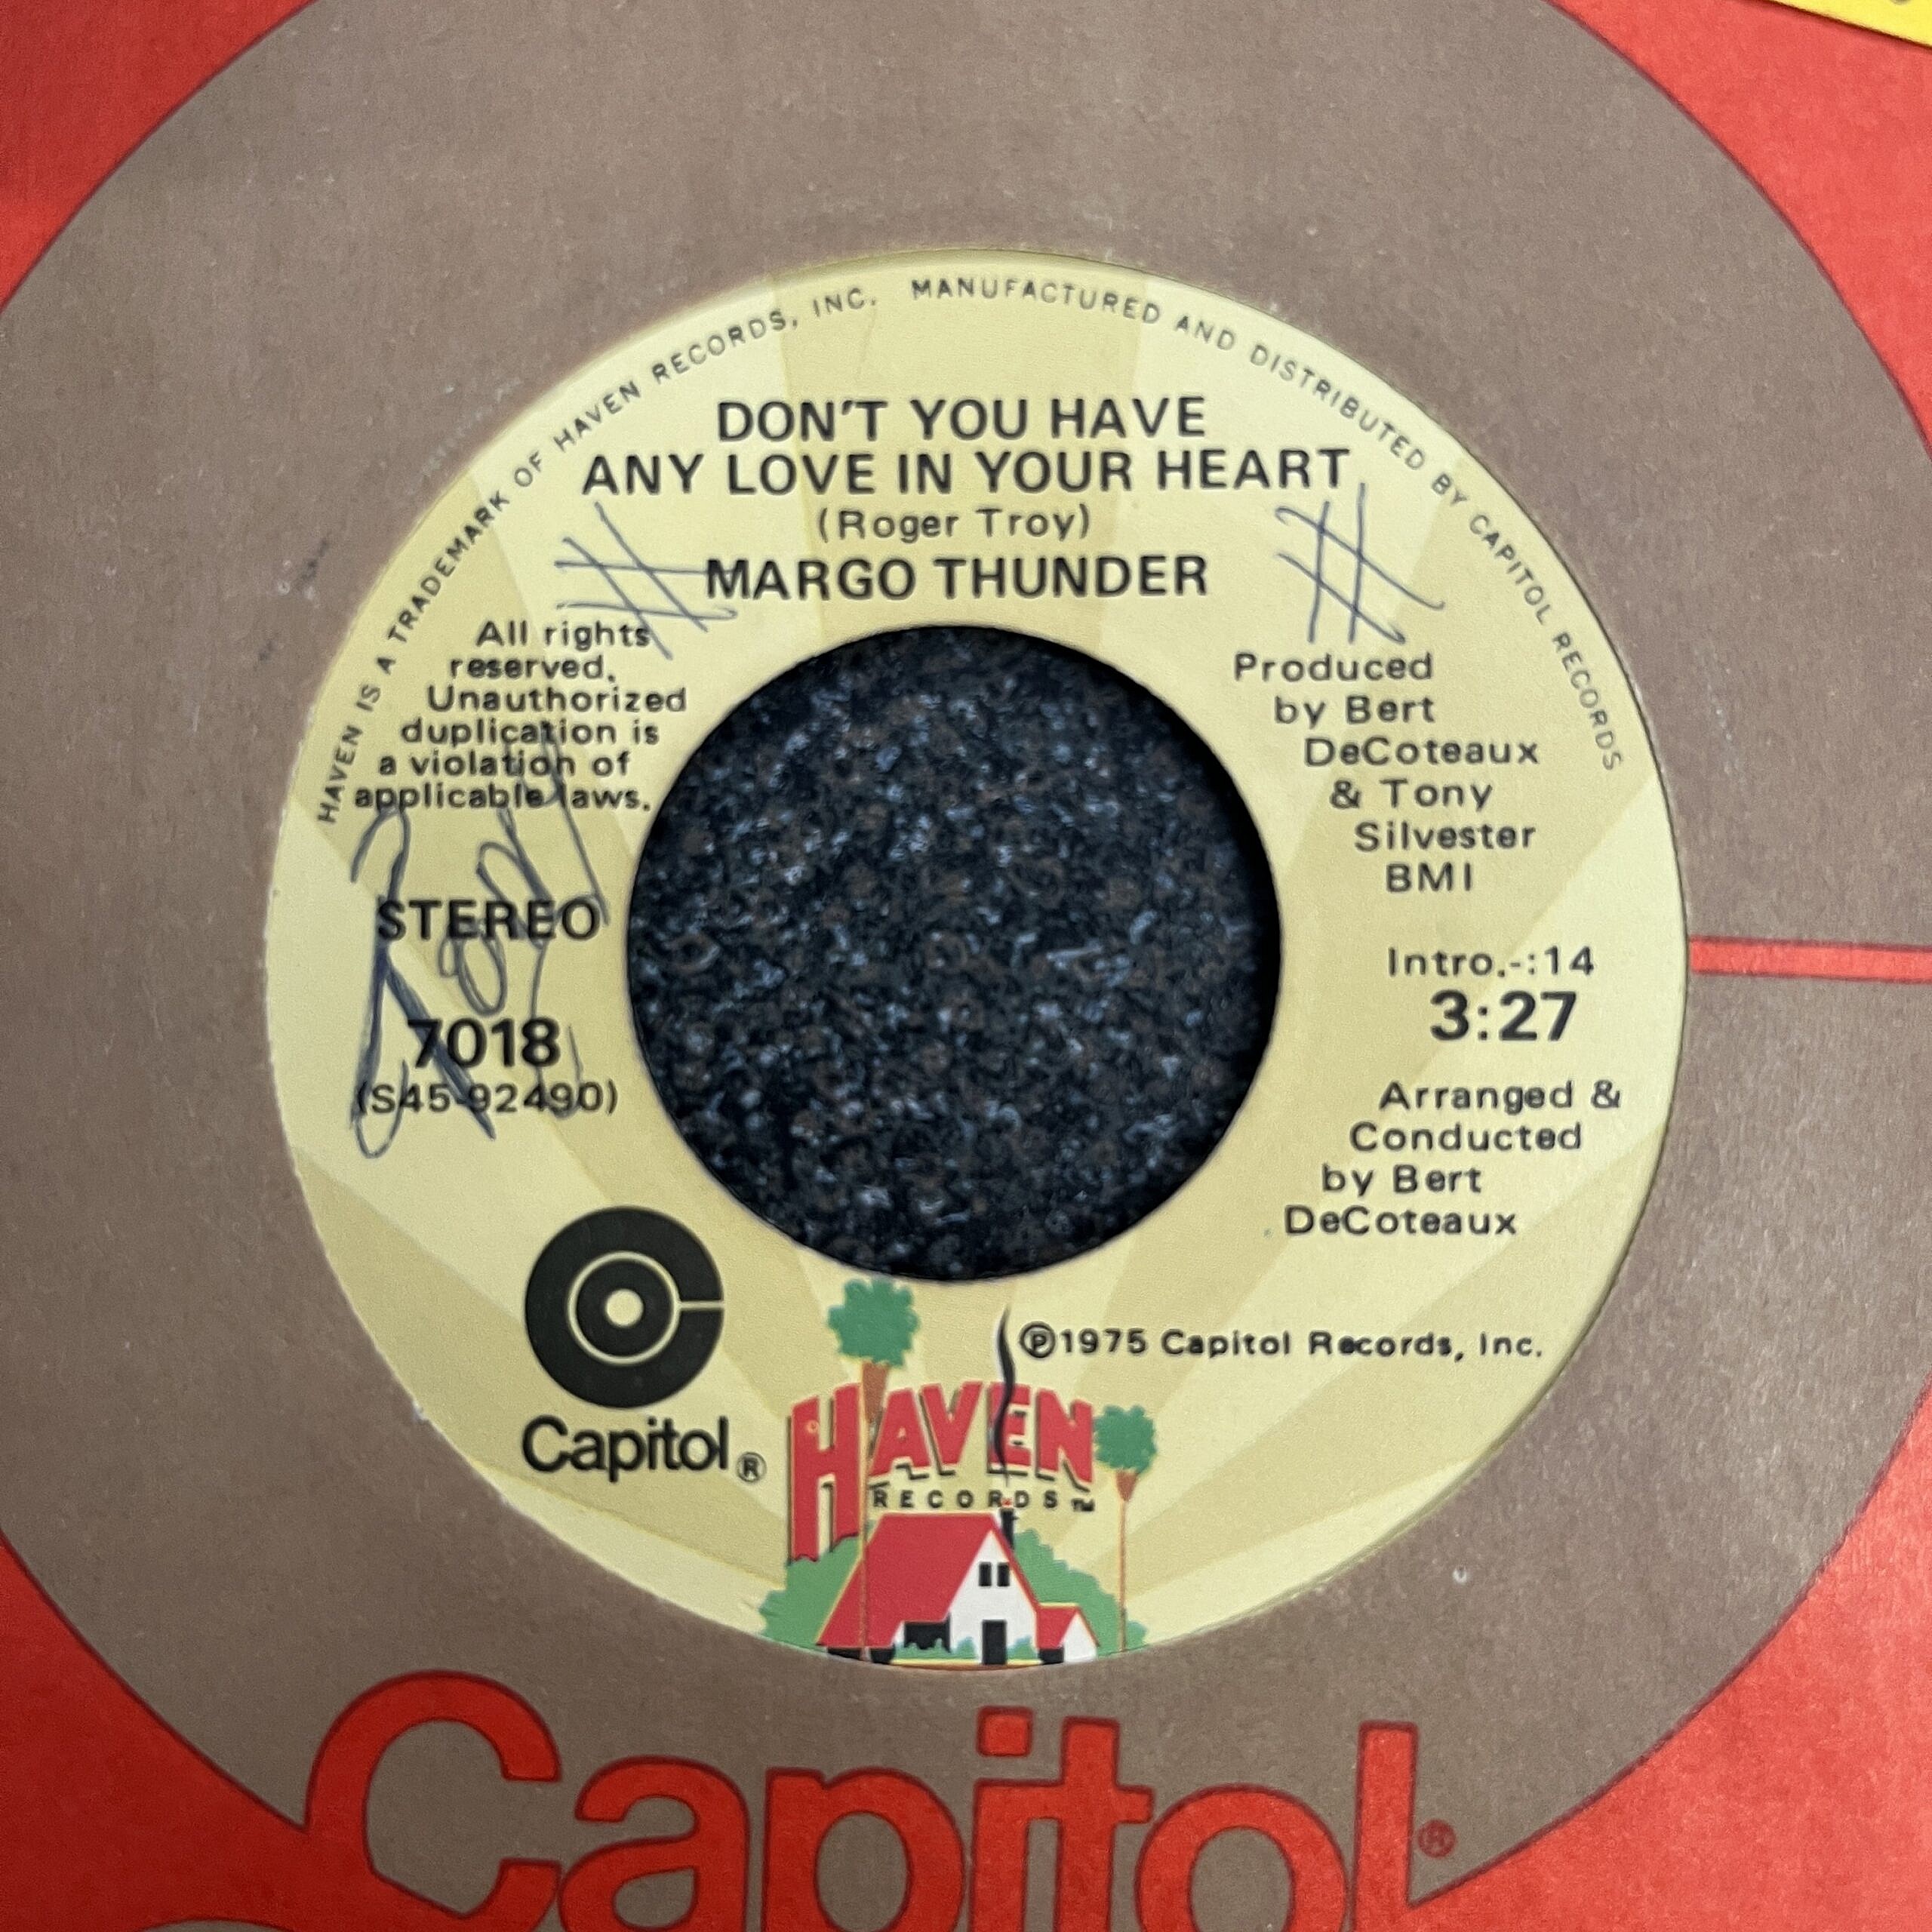 HAVEN IS A TRADEMARK OF HAVEN RECORDS, INC. MANUFACTURED AND DISTRIBUTED BY CAPITOL RECORDS
DON'T YOU HAVE
ANY LOVE IN YOUR HEART
(Roger Troy)
MARGO THUNDER
# #
All rights
reserved.
Unauthorized
duplication is
a violation of
applicable laws.
STEREO
7018
(S45-92490)
Produced
by Bert
DeCoteaux
& Tony
Silvester
BMI
Intro.-:14
3:27
Arranged &
Conducted
by Bert
DeCoteaux
Capitol®
℗1975 Capitol Records, Inc.
HAVEN
RECORDS™
Capitol®